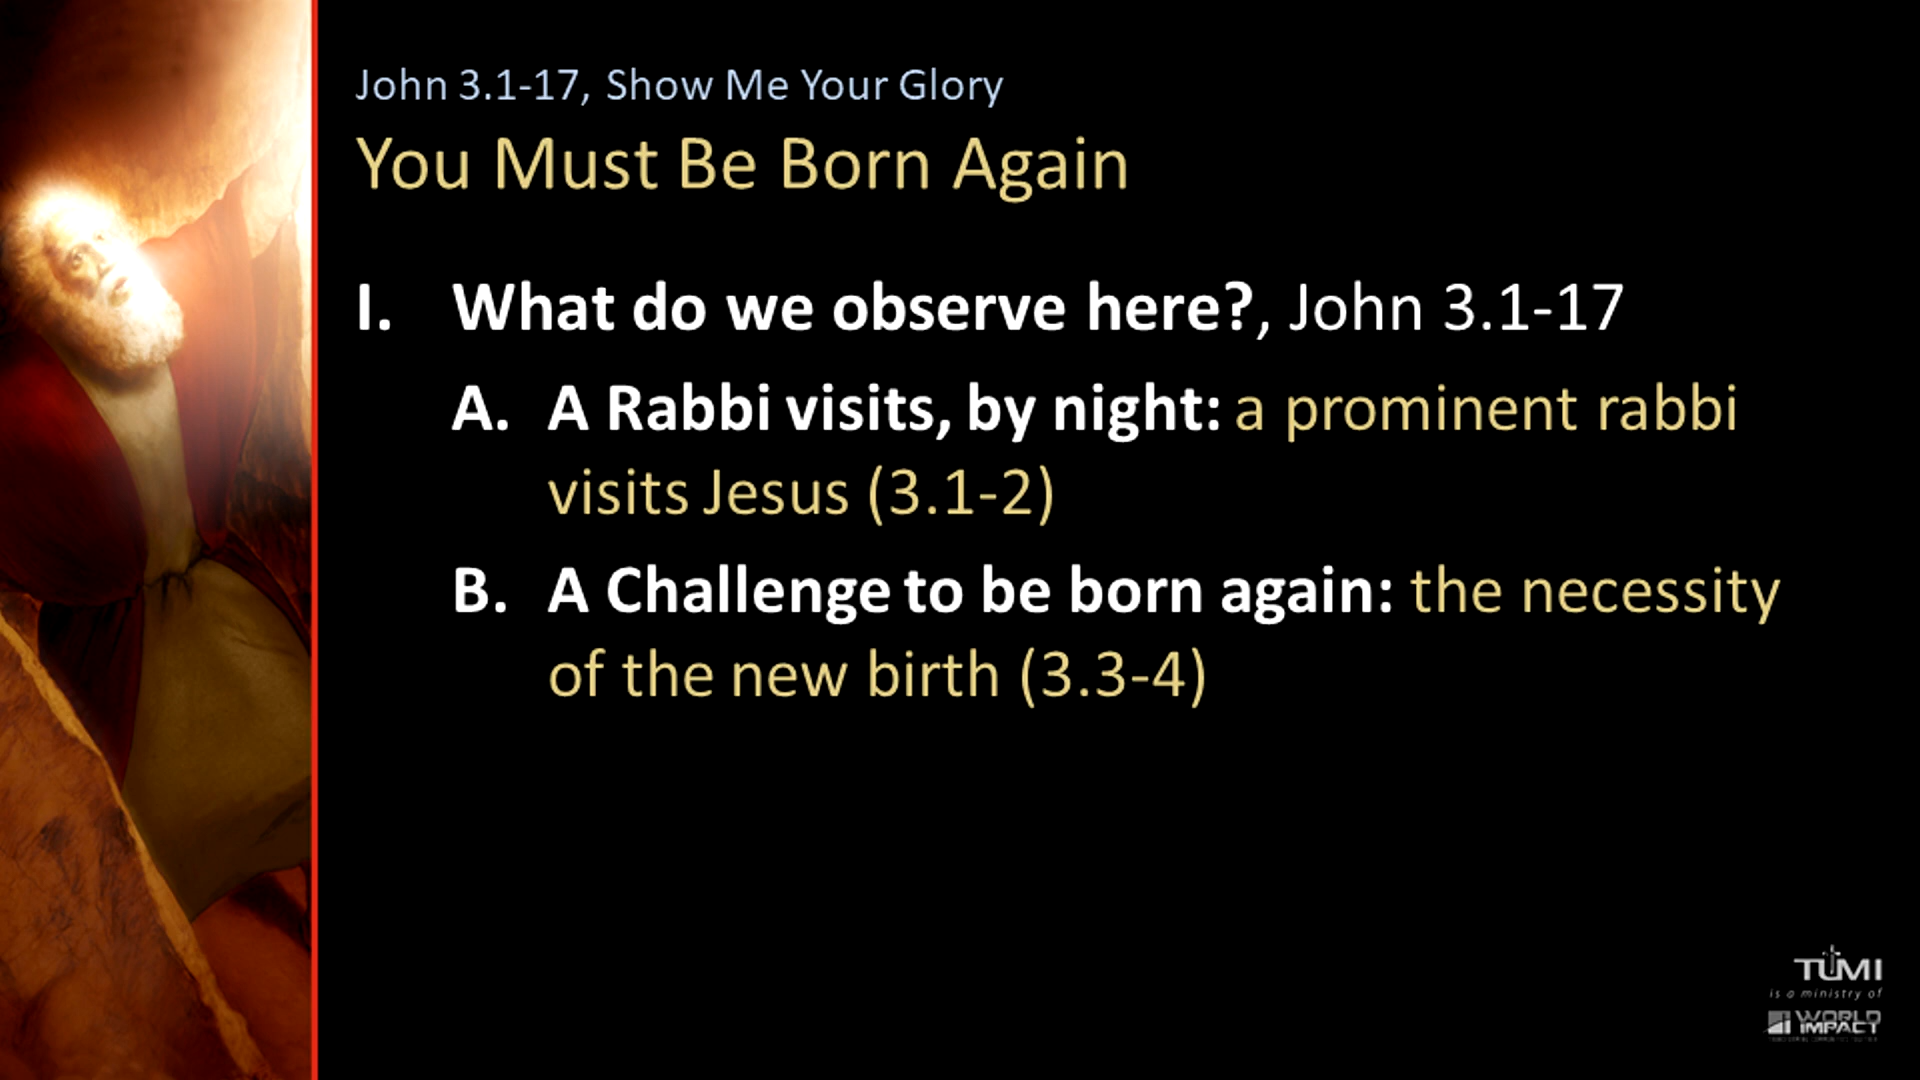 John 3.1-17, Show Me Your Glory
You Must Be Born Again
I. What do we observe here?, John 3.1-17
A. A Rabbi visits, by night: a prominent rabbi
visits Jesus (3.1-2)
B. A Challenge to be born again: the necessity
of the new birth (3.3-4)
TUMI
is a ministry of
WORLD
IMPACT